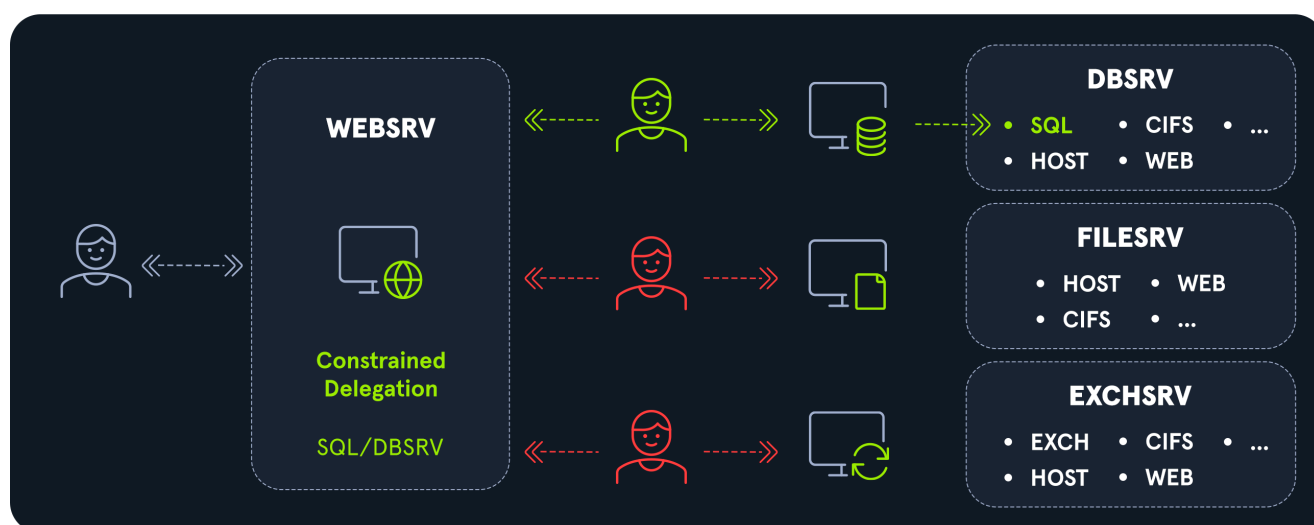 WEBSRV
Constrained
Delegation
SQL/DBSRV
DBSRV
• SQL • CIFS • ...
• HOST • WEB
FILESRV
• HOST • WEB
• CIFS • ...
EXCHSRV
• EXCH • CIFS • ...
• HOST • WEB